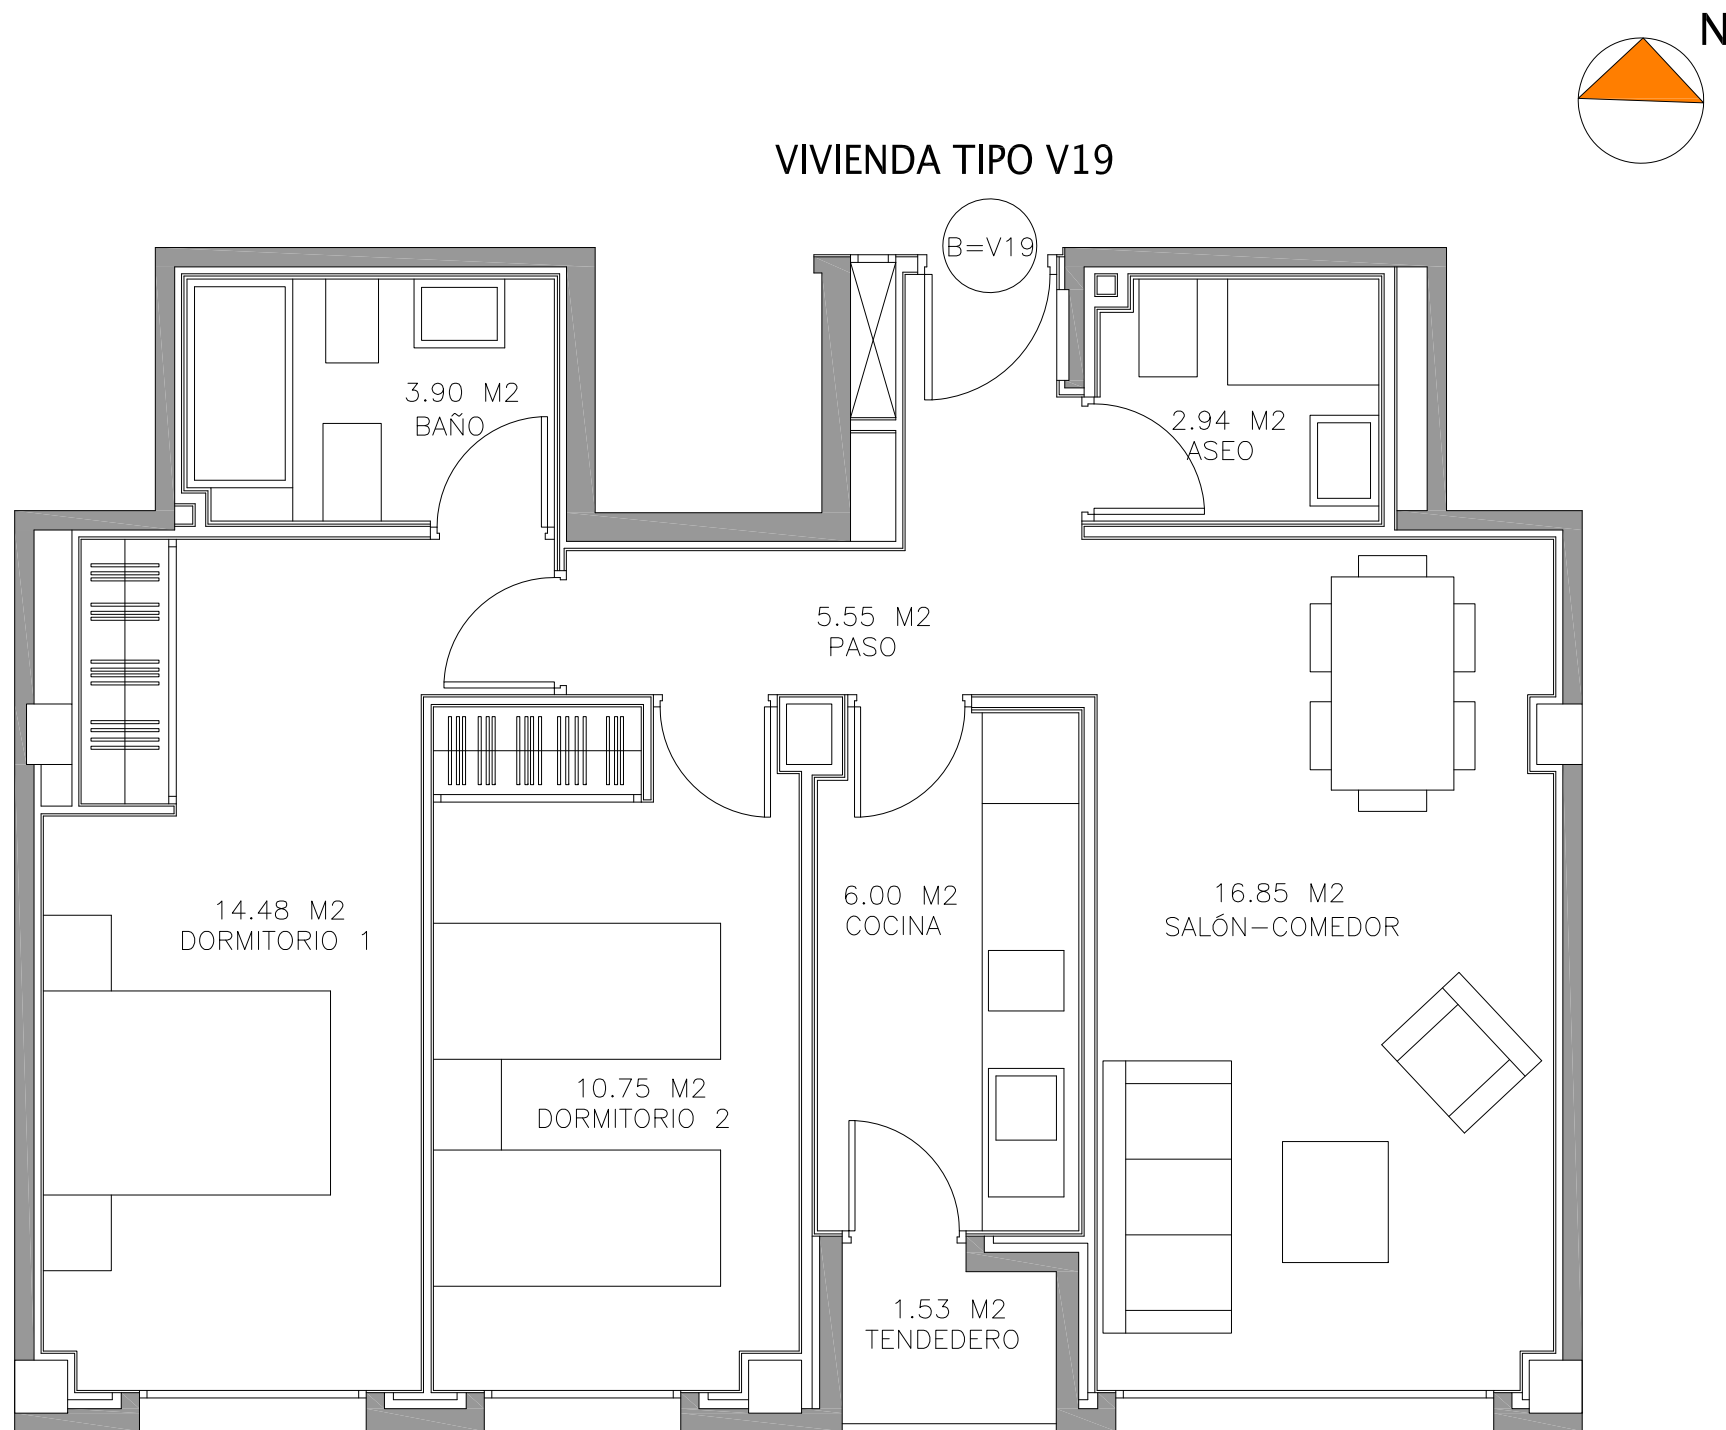 N
VIVIENDA TIPO V19
B=V19
3.90 M2
BAÑO
2.94 M2
ASEO
5.55 M2
PASO
14.48 M2
DORMITORIO 1
6.00 M2
COCINA
16.85 M2
SALÓN-COMEDOR
10.75 M2
DORMITORIO 2
1.53 M2
TENDEDERO